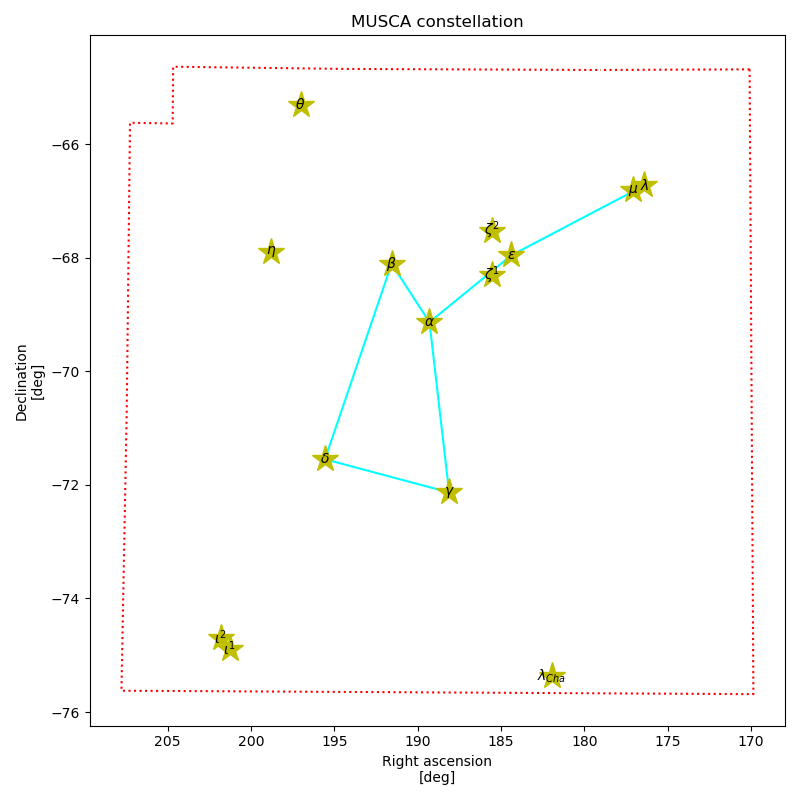 MUSCA constellation
θ
−66
μ λ
ζ²
η
β
ε
−68
ζ¹
α
Declination
[deg]
−70
δ
−72
γ
−74
ι²
ι¹
λCha
−76
205 200 195 190 185 180 175 170
Right ascension
[deg]